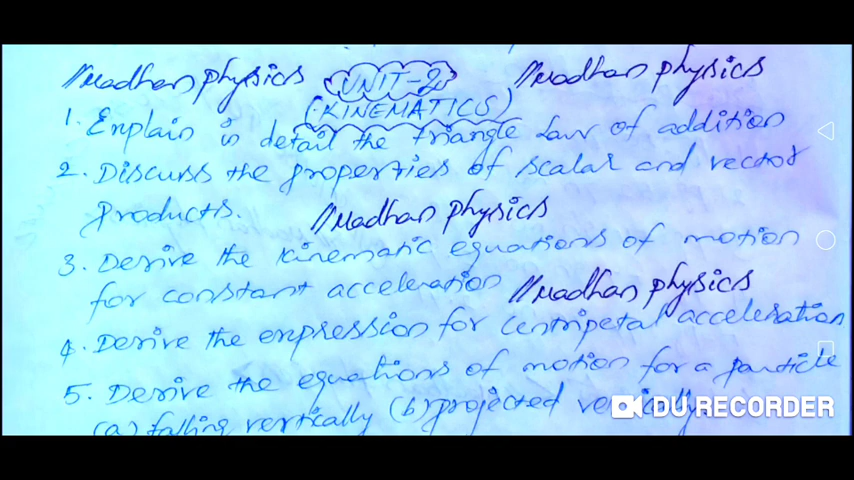 Madhan physics UNIT-2 Madhan physics
(KINEMATICS)
1. Explain in detail the triangle Law of addition
2. Discuss the properties of scalar and vector
products. Madhan physics
3. Derive the kinematic equations of motion
for constant acceleration Madhan physics
4. Derive the expression for centripetal acceleration
5. Derive the equations of motion for a particle
(a) falling vertically (b) projected vertically
DU RECORDER